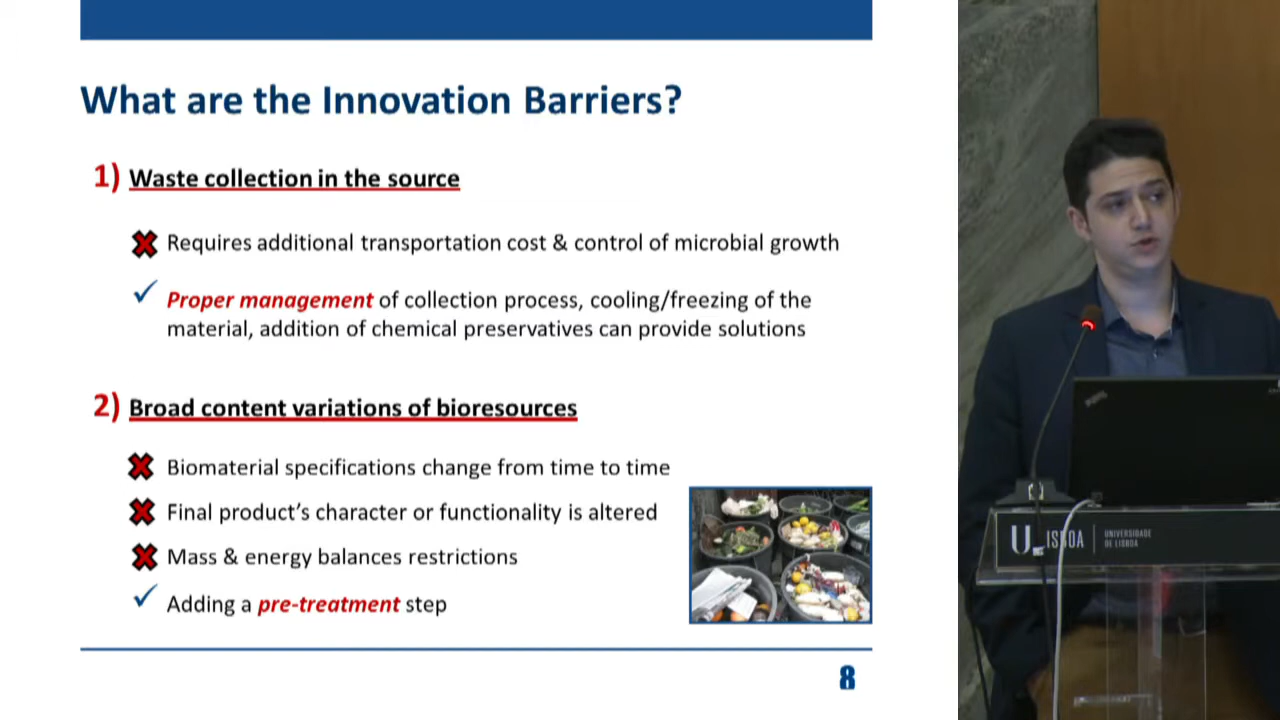 What are the Innovation Barriers?
1) Waste collection in the source
Requires additional transportation cost & control of microbial growth
Proper management of collection process, cooling/freezing of the
material, addition of chemical preservatives can provide solutions
2) Broad content variations of bioresources
Biomaterial specifications change from time to time
Final product's character or functionality is altered
Mass & energy balances restrictions
Adding a pre-treatment step
8
U LISBOA
UNIVERSIDADE
DE LISBOA